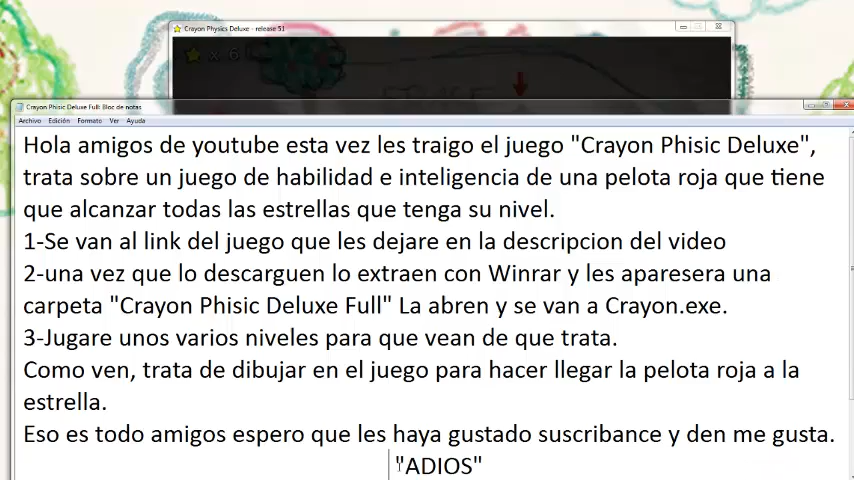 Crayon Physics Deluxe - release 51
x 6
Crayon Phisic Deluxe Full: Bloc de notas
Archivo Edición Formato Ver Ayuda
Hola amigos de youtube esta vez les traigo el juego "Crayon Phisic Deluxe",
trata sobre un juego de habilidad e inteligencia de una pelota roja que tiene
que alcanzar todas las estrellas que tenga su nivel.
1-Se van al link del juego que les dejare en la descripcion del video
2-una vez que lo descarguen lo extraen con Winrar y les aparesera una
carpeta "Crayon Phisic Deluxe Full" La abren y se van a Crayon.exe.
3-Jugare unos varios niveles para que vean de que trata.
Como ven, trata de dibujar en el juego para hacer llegar la pelota roja a la
estrella.
Eso es todo amigos espero que les haya gustado suscribance y den me gusta.
"ADIOS"